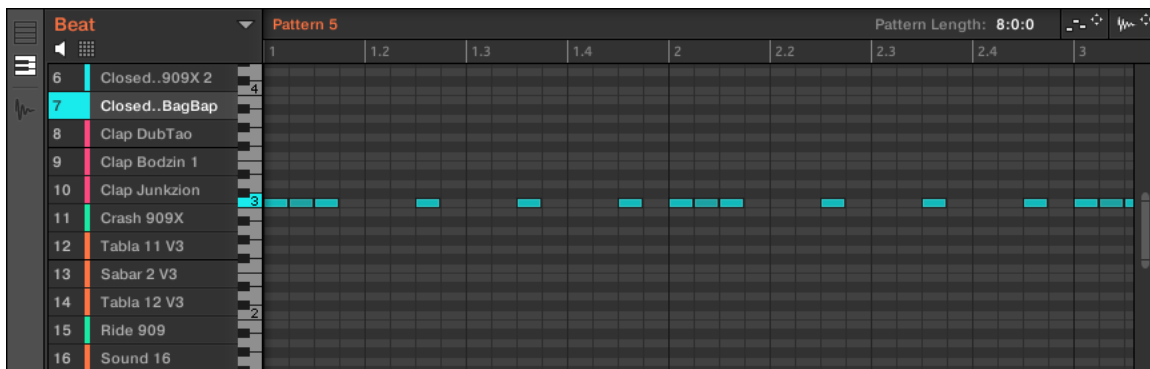 Beat
Pattern 5
Pattern Length: 8:0:0
1 1.2 1.3 1.4 2 2.2 2.3 2.4 3
6 Closed..909X 2
4
7 Closed..BagBap
8 Clap DubTao
9 Clap Bodzin 1
10 Clap Junkzion
3
11 Crash 909X
12 Tabla 11 V3
13 Sabar 2 V3
14 Tabla 12 V3
2
15 Ride 909
16 Sound 16